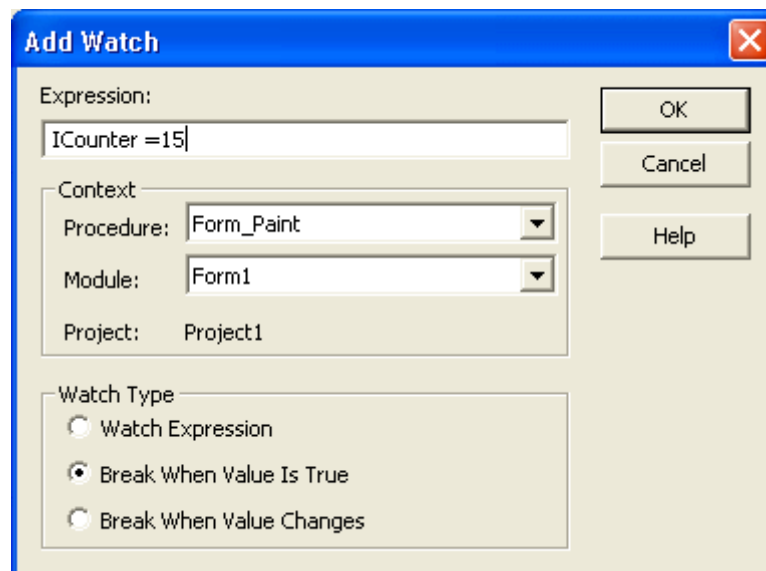 Add Watch
Expression:
OK
ICounter =15
Cancel
Context
Procedure: Form_Paint
Help
Module: Form1
Project: Project1
Watch Type
Watch Expression
Break When Value Is True
Break When Value Changes